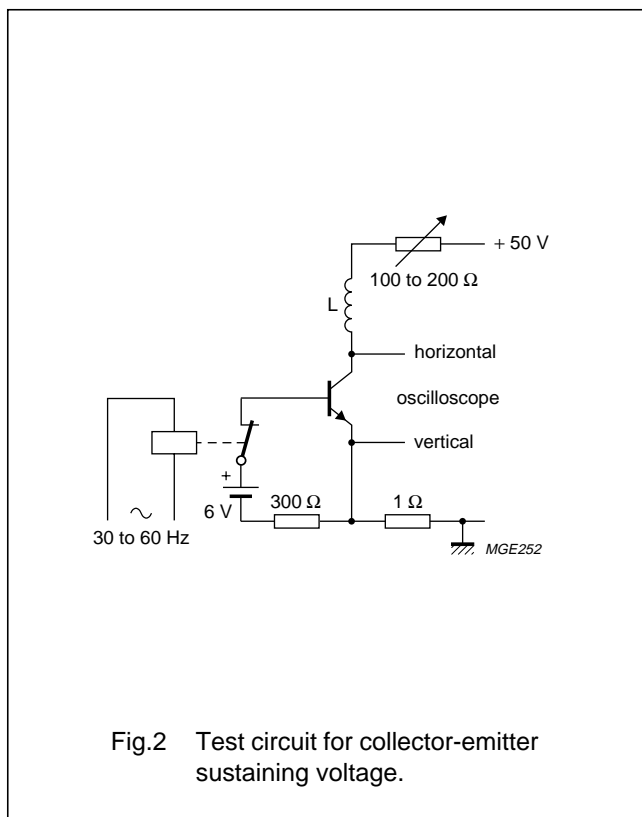 + 50 V
100 to 200 Ω
L
horizontal
oscilloscope
vertical
+
6 V
300 Ω
1 Ω
30 to 60 Hz
MGE252
Fig.2 Test circuit for collector-emitter
sustaining voltage.